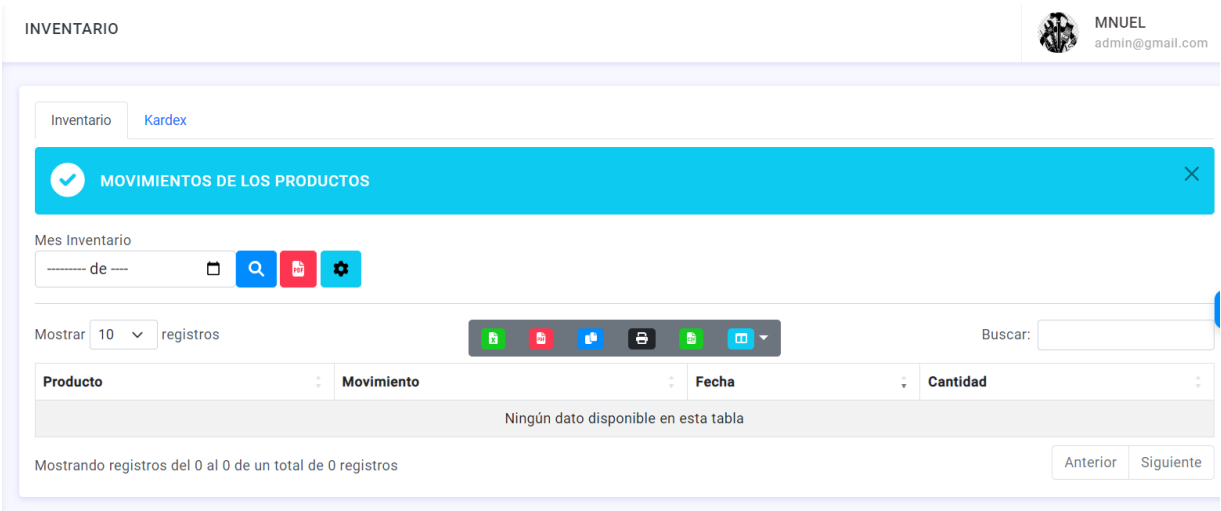 INVENTARIO
MNUEL
admin@gmail.com
Inventario Kardex
MOVIMIENTOS DE LOS PRODUCTOS
Mes Inventario
--------- de ----
Mostrar 10 registros
Buscar:
Producto Movimiento Fecha Cantidad
Ningún dato disponible en esta tabla
Mostrando registros del 0 al 0 de un total de 0 registros
Anterior Siguiente